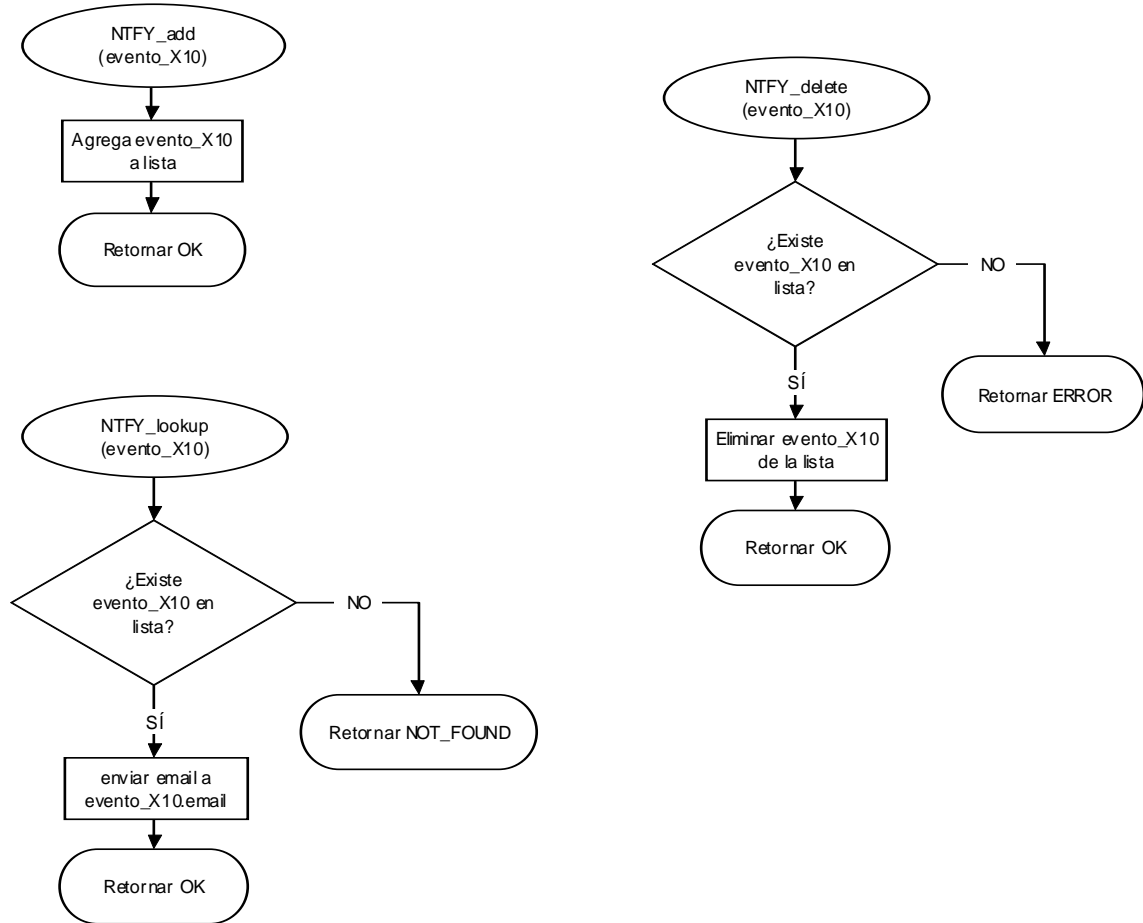 NTFY_add
(evento_X10)
Agrega evento_X10
a lista
Retornar OK
NTFY_delete
(evento_X10)
¿Existe
evento_X10 en
lista?
NO
Retornar ERROR
SÍ
Eliminar evento_X10
de la lista
Retornar OK
NTFY_lookup
(evento_X10)
¿Existe
evento_X10 en
lista?
NO
Retornar NOT_FOUND
SÍ
enviar email a
evento_X10.email
Retornar OK